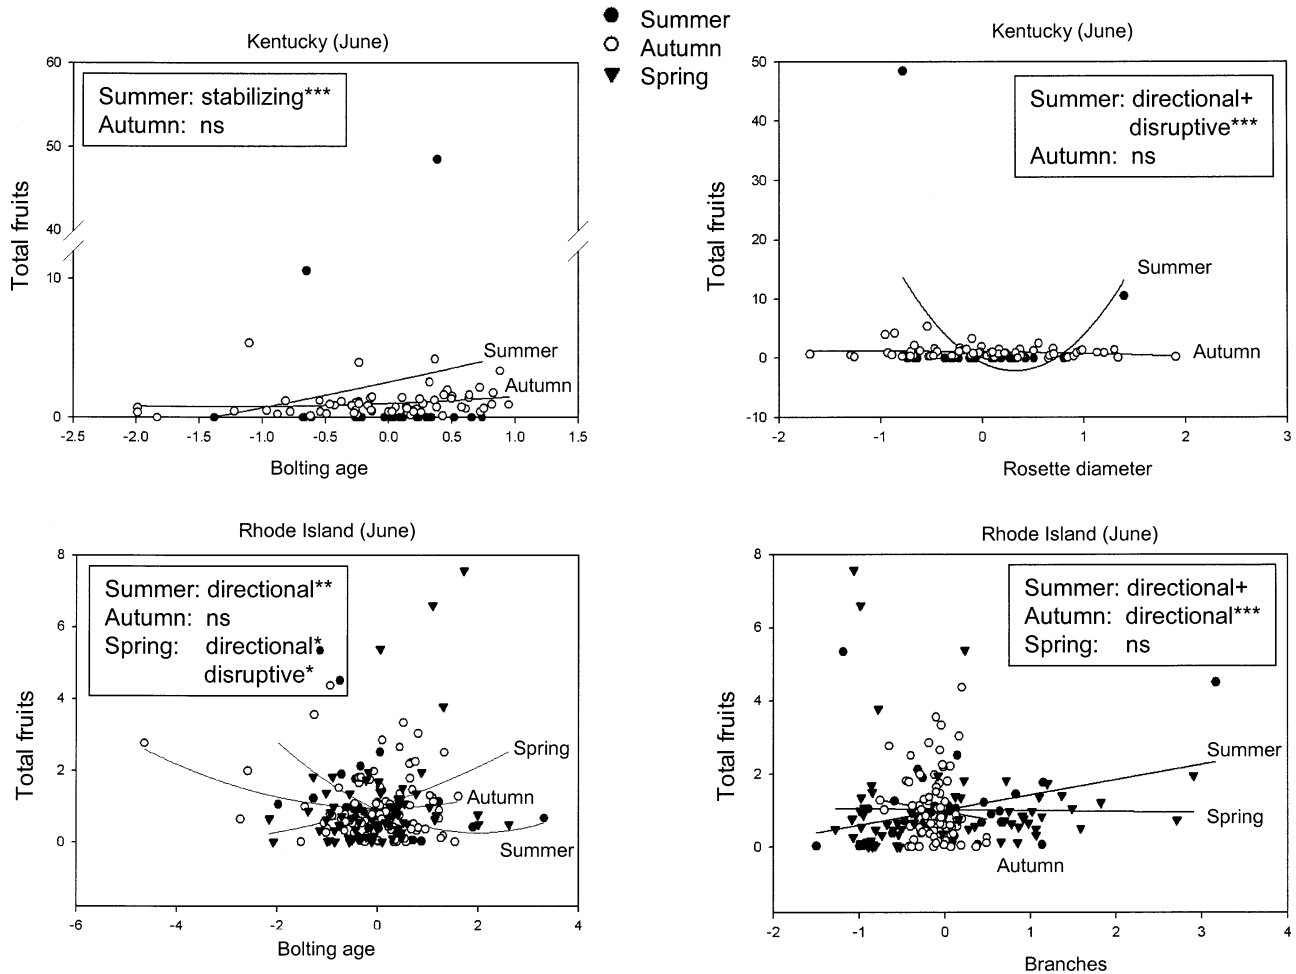 Summer
Autumn
Spring
Kentucky (June)
60
50
40
10
0
Total fruits
Summer: stabilizing***
Autumn: ns
Summer
Autumn
-2.5 -2.0 -1.5 -1.0 -0.5 0.0 0.5 1.0 1.5
Bolting age
Kentucky (June)
50
40
30
20
10
0
-10
Total fruits
Summer: directional+
disruptive***
Autumn: ns
Summer
Autumn
-2 -1 0 1 2 3
Rosette diameter
Rhode Island (June)
8
6
4
2
0
Total fruits
Summer: directional**
Autumn: ns
Spring: directional*
disruptive*
Spring
Autumn
Summer
-6 -4 -2 0 2 4
Bolting age
Rhode Island (June)
8
6
4
2
0
Total fruits
Summer: directional+
Autumn: directional***
Spring: ns
Summer
Spring
Autumn
-2 -1 0 1 2 3 4
Branches